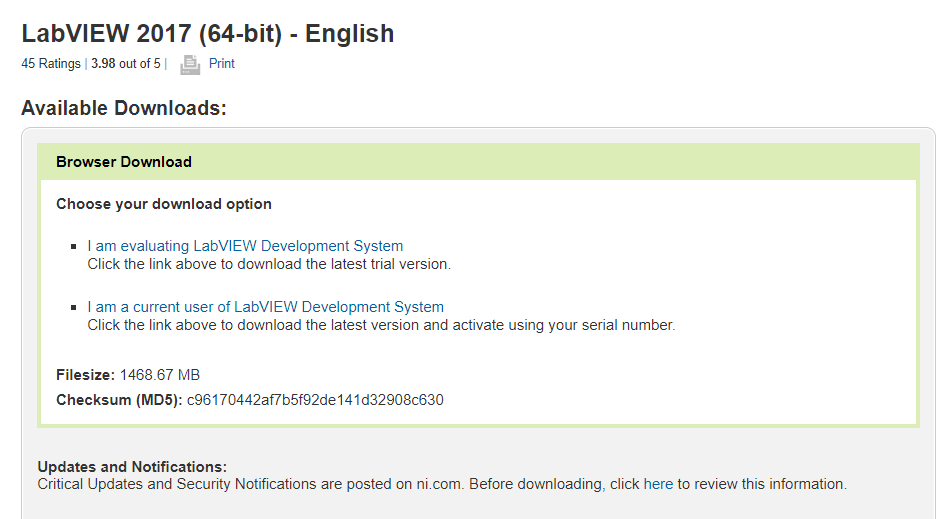 LabVIEW 2017 (64-bit) - English
45 Ratings | 3.98 out of 5 | Print
Available Downloads:
Browser Download
Choose your download option
I am evaluating LabVIEW Development System
Click the link above to download the latest trial version.
I am a current user of LabVIEW Development System
Click the link above to download the latest version and activate using your serial number.
Filesize: 1468.67 MB
Checksum (MD5): c96170442af7b5f92de141d32908c630
Updates and Notifications:
Critical Updates and Security Notifications are posted on ni.com. Before downloading, click here to review this information.